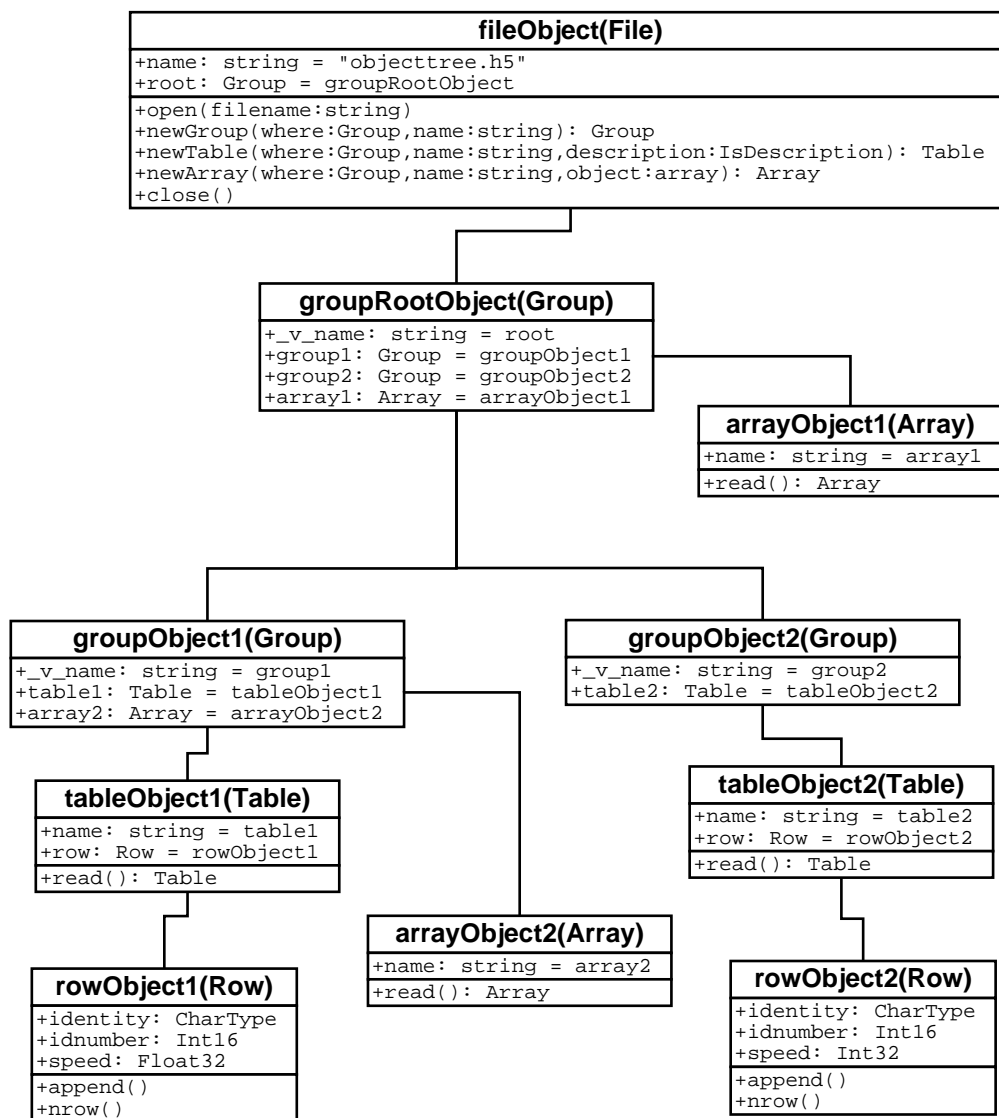 fileObject(File)
+name: string = "objecttree.h5"
+root: Group = groupRootObject
+open(filename:string)
+newGroup(where:Group,name:string): Group
+newTable(where:Group,name:string,description:IsDescription): Table
+newArray(where:Group,name:string,object:array): Array
+close()
groupRootObject(Group)
+_v_name: string = root
+group1: Group = groupObject1
+group2: Group = groupObject2
+array1: Array = arrayObject1
arrayObject1(Array)
+name: string = array1
+read(): Array
groupObject1(Group)
+_v_name: string = group1
+table1: Table = tableObject1
+array2: Array = arrayObject2
groupObject2(Group)
+_v_name: string = group2
+table2: Table = tableObject2
tableObject1(Table)
+name: string = table1
+row: Row = rowObject1
+read(): Table
tableObject2(Table)
+name: string = table2
+row: Row = rowObject2
+read(): Table
arrayObject2(Array)
+name: string = array2
+read(): Array
rowObject1(Row)
+identity: CharType
+idnumber: Int16
+speed: Float32
+append()
+nrow()
rowObject2(Row)
+identity: CharType
+idnumber: Int16
+speed: Int32
+append()
+nrow()